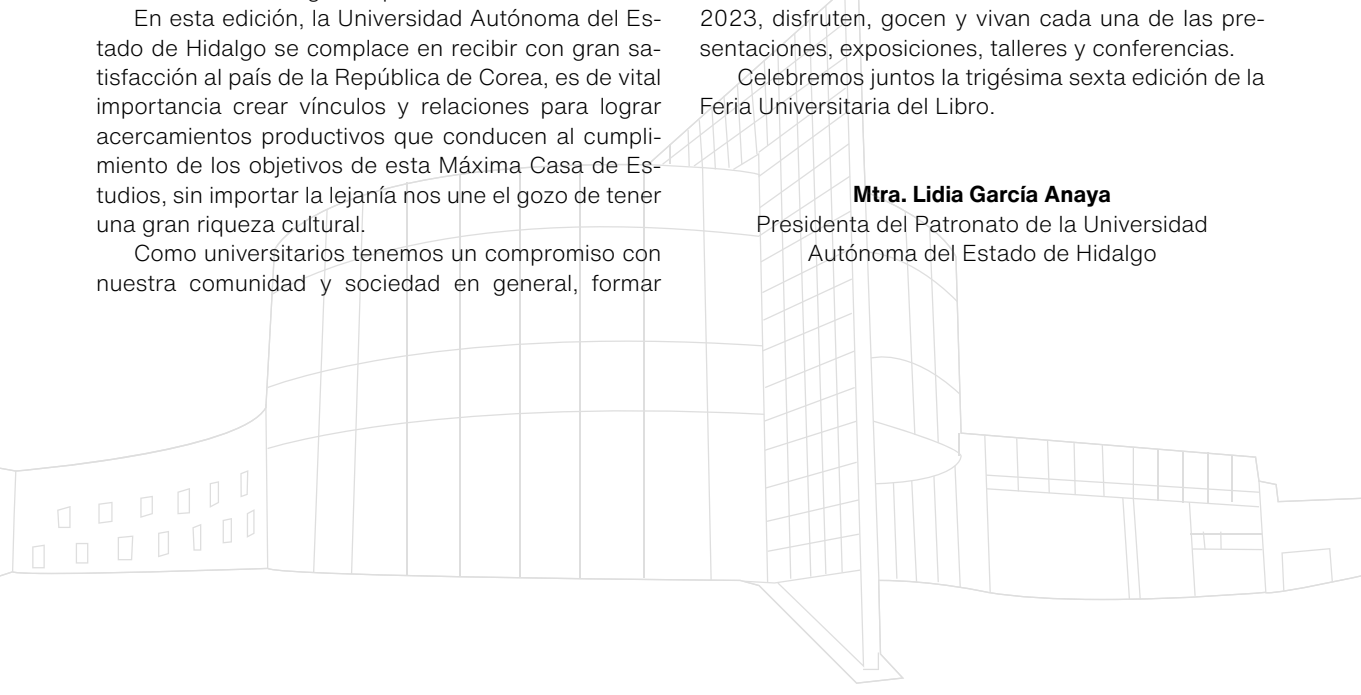 En esta edición, la Universidad Autónoma del Es-
tado de Hidalgo se complace en recibir con gran sa-
tisfacción al país de la República de Corea, es de vital
importancia crear vínculos y relaciones para lograr
acercamientos productivos que conducen al cumpli-
miento de los objetivos de esta Máxima Casa de Es-
tudios, sin importar la lejanía nos une el gozo de tener
una gran riqueza cultural.
Como universitarios tenemos un compromiso con
nuestra comunidad y sociedad en general, formar
2023, disfruten, gocen y vivan cada una de las pre-
sentaciones, exposiciones, talleres y conferencias.
Celebremos juntos la trigésima sexta edición de la
Feria Universitaria del Libro.
Mtra. Lidia García Anaya
Presidenta del Patronato de la Universidad
Autónoma del Estado de Hidalgo